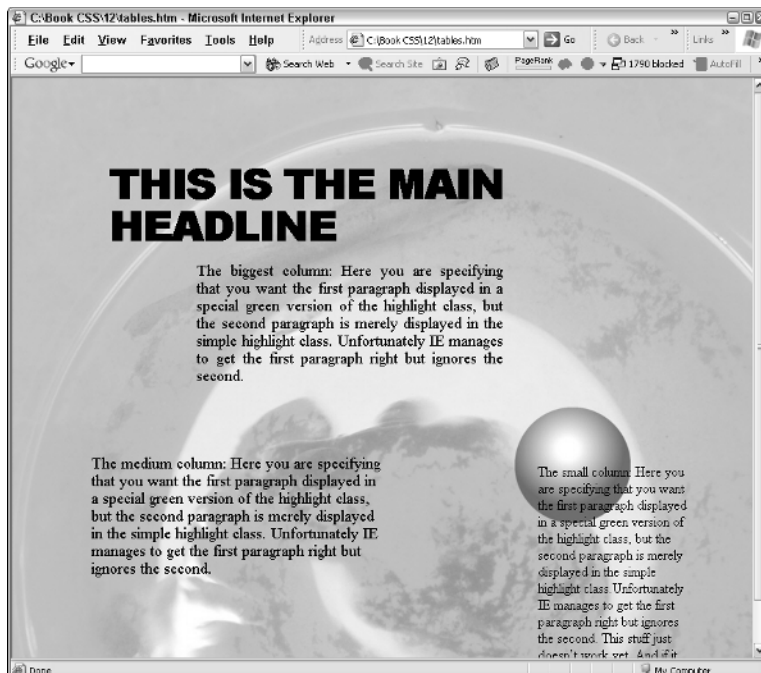 C:\Book CSS\12\tables.htm - Microsoft Internet Explorer
File Edit View Favorites Tools Help Address C:\Book CSS\12\tables.htm Go Back Links
Google Search Web Search Site PageRank 1790 blocked AutoFill
THIS IS THE MAIN
HEADLINE
The biggest column: Here you are specifying
that you want the first paragraph displayed in a
special green version of the highlight class, but
the second paragraph is merely displayed in the
simple highlight class. Unfortunately IE manages
to get the first paragraph right but ignores the
second.
The medium column: Here you are specifying
that you want the first paragraph displayed in
a special green version of the highlight class,
but the second paragraph is merely displayed
in the simple highlight class. Unfortunately IE
manages to get the first paragraph right but
ignores the second.
The small column: Here you
are specifying that you want
the first paragraph displayed
in a special green version of
the highlight class, but the
second paragraph is merely
displayed in the simple
highlight class. Unfortunately
IE manages to get the first
paragraph right but ignores
the second. This stuff just
doesn't work yet. And if it
Done My Computer